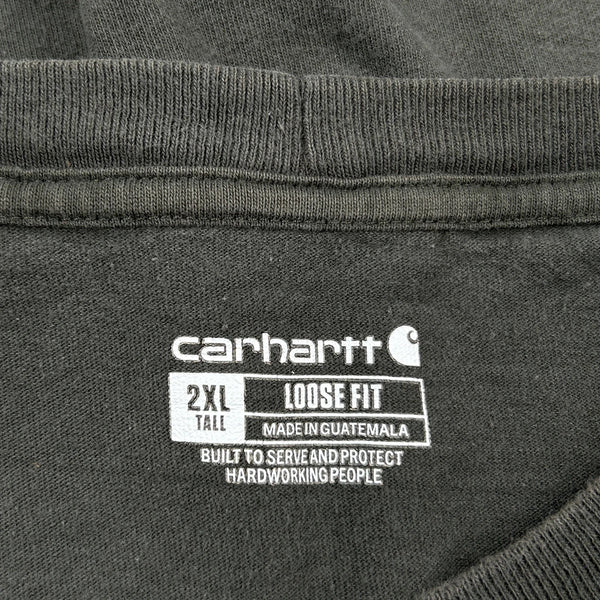 carhartt
2XL TALL
LOOSE FIT
MADE IN GUATEMALA
BUILT TO SERVE AND PROTECT
HARDWORKING PEOPLE